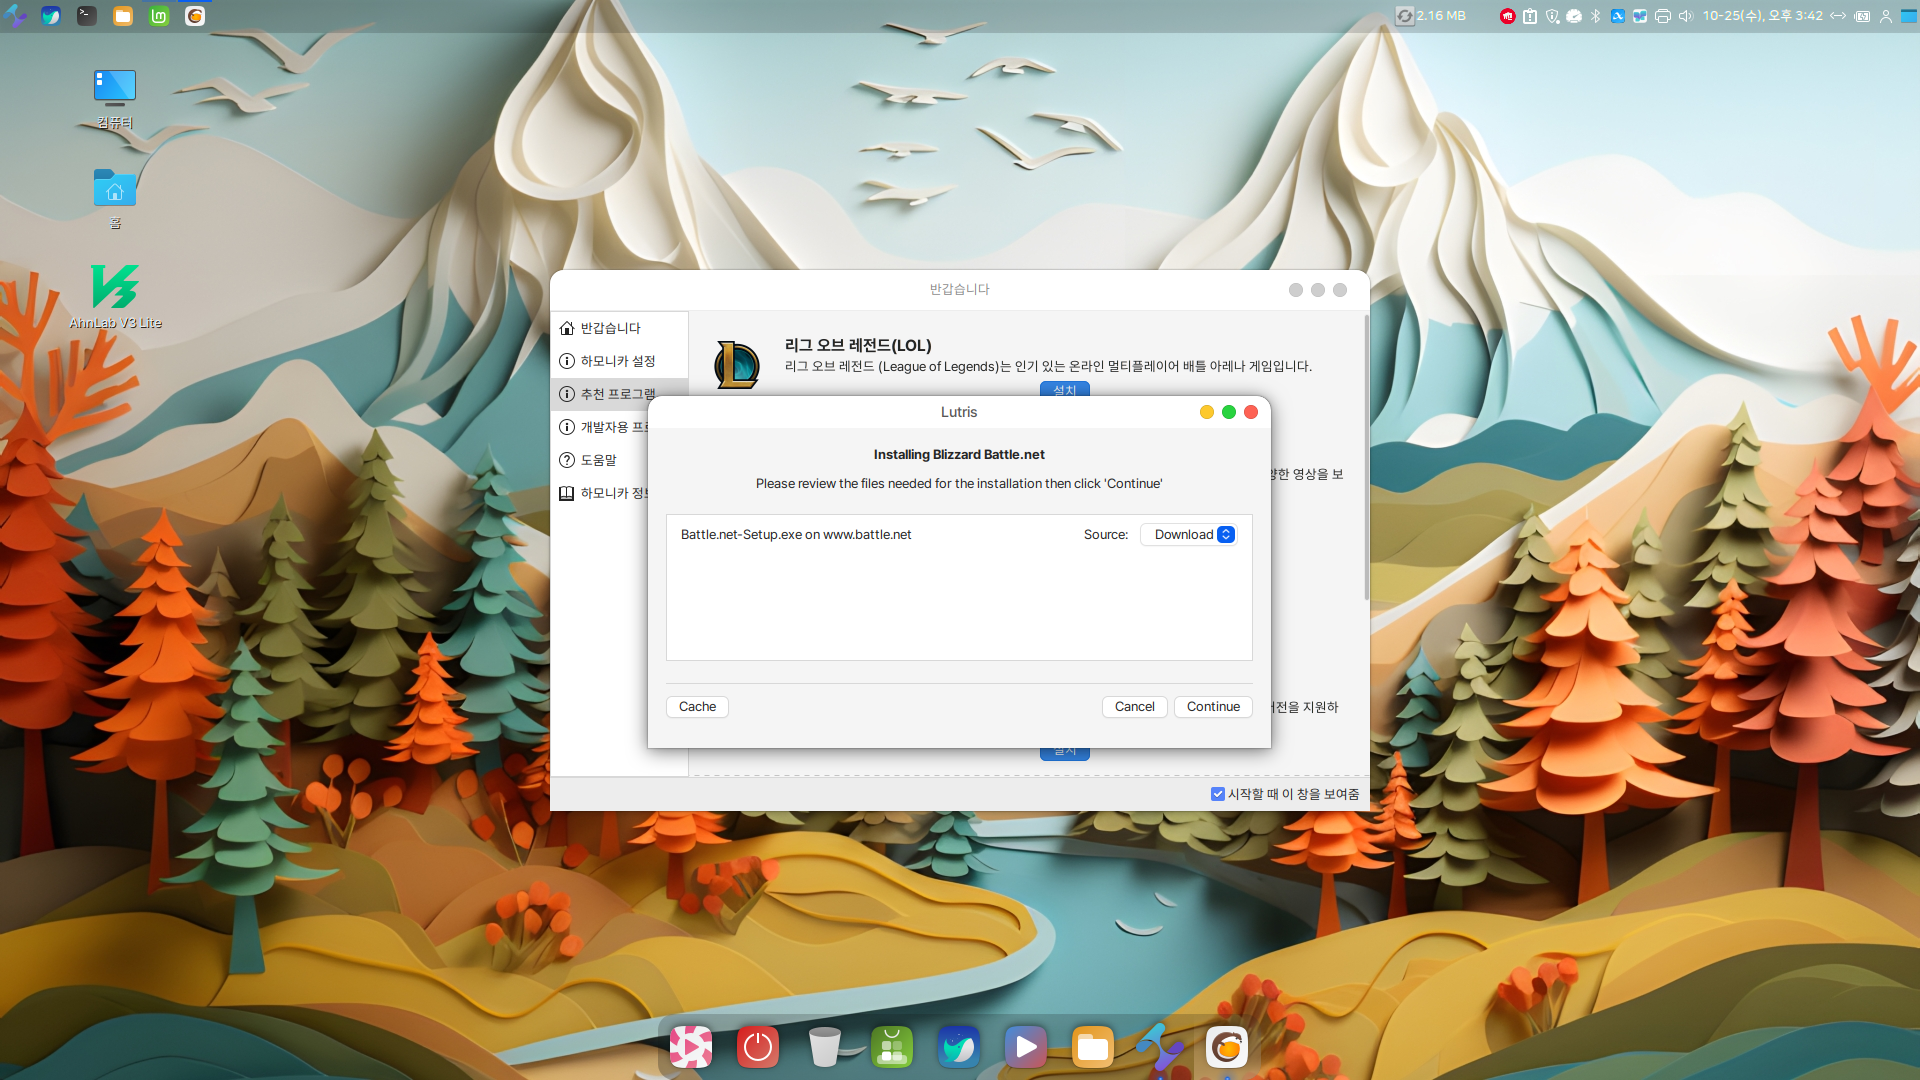 2.16 MB
10-25(수), 오후 3:42
컴퓨터
홈
AhnLab V3 Lite
반갑습니다
반갑습니다
하모니카 설정
추천 프로그램
개발자용 프로
도움말
하모니카 정보
리그 오브 레전드(LOL)
리그 오브 레전드 (League of Legends)는 인기 있는 온라인 멀티플레이어 배틀 아레나 게임입니다.
설치
Lutris
Installing Blizzard Battle.net
Please review the files needed for the installation then click 'Continue'
양한 영상을 보
Battle.net-Setup.exe on www.battle.net
Source:
Download
Cache
Cancel
Continue
버전을 지원하
설치
시작할 때 이 창을 보여줌